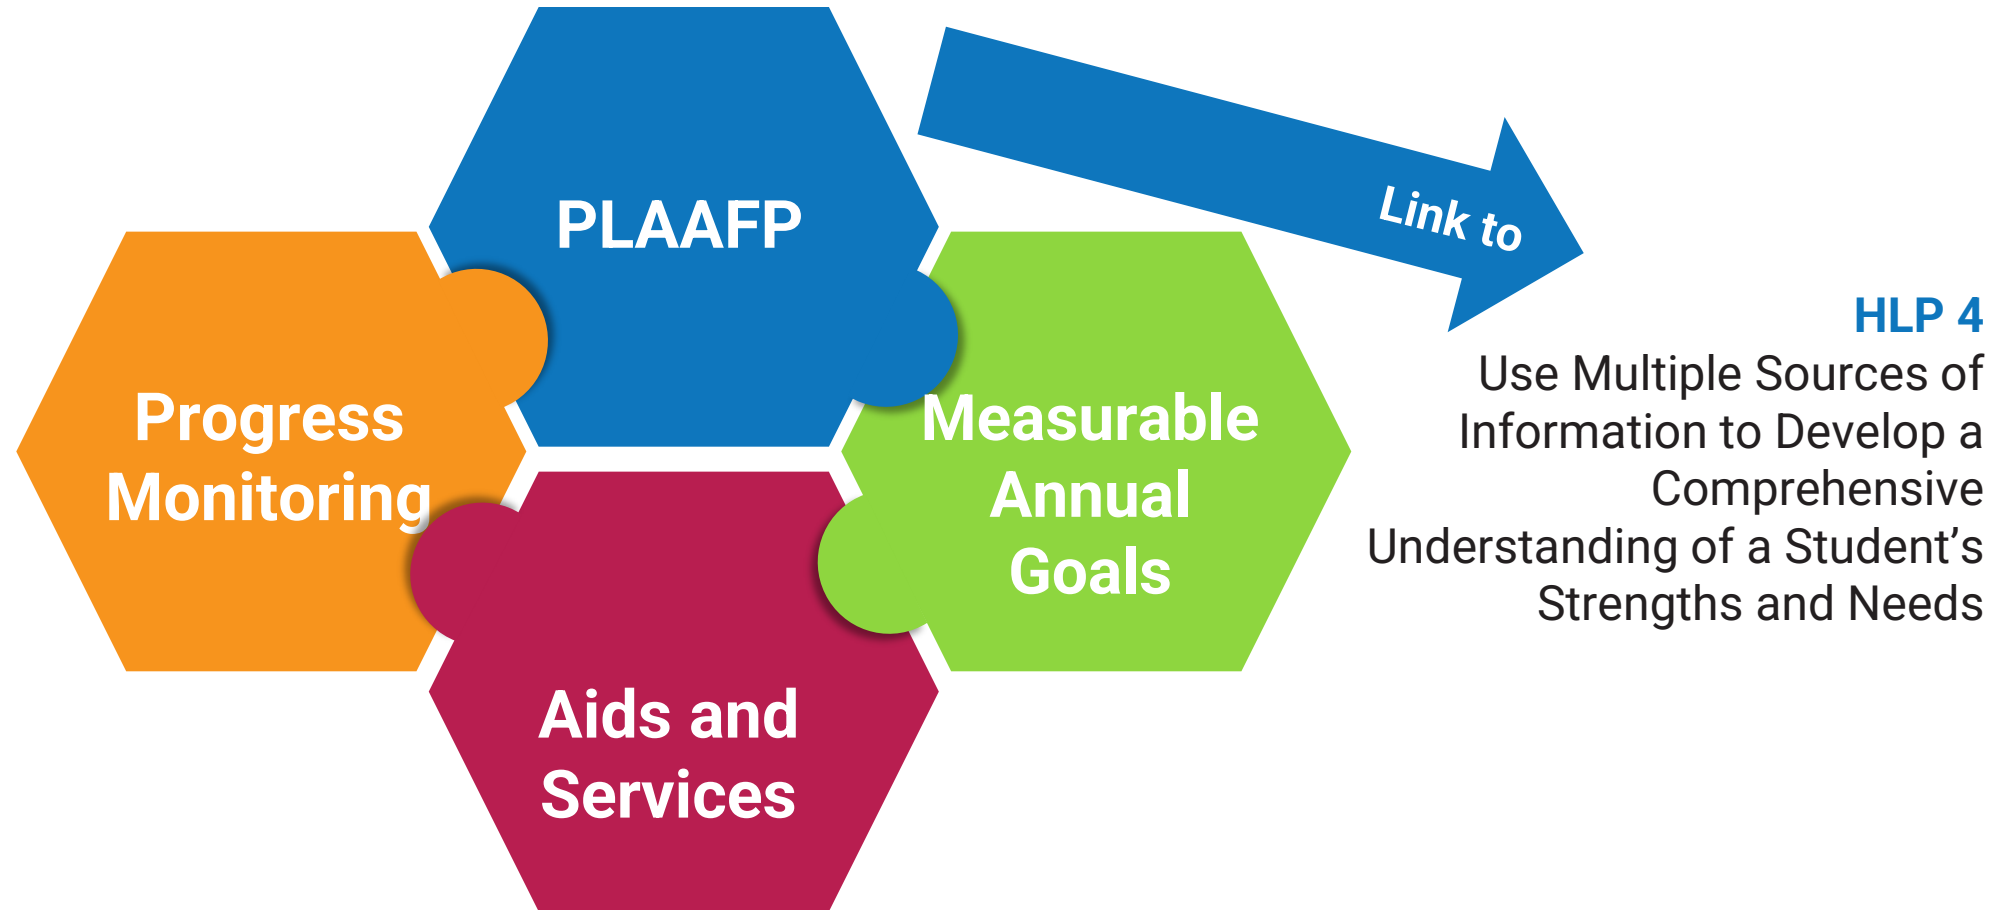 PLAAFP
Link to
Progress
Monitoring
Measurable
Annual
Goals
Aids and
Services
HLP 4
Use Multiple Sources of
Information to Develop a
Comprehensive
Understanding of a Student’s
Strengths and Needs